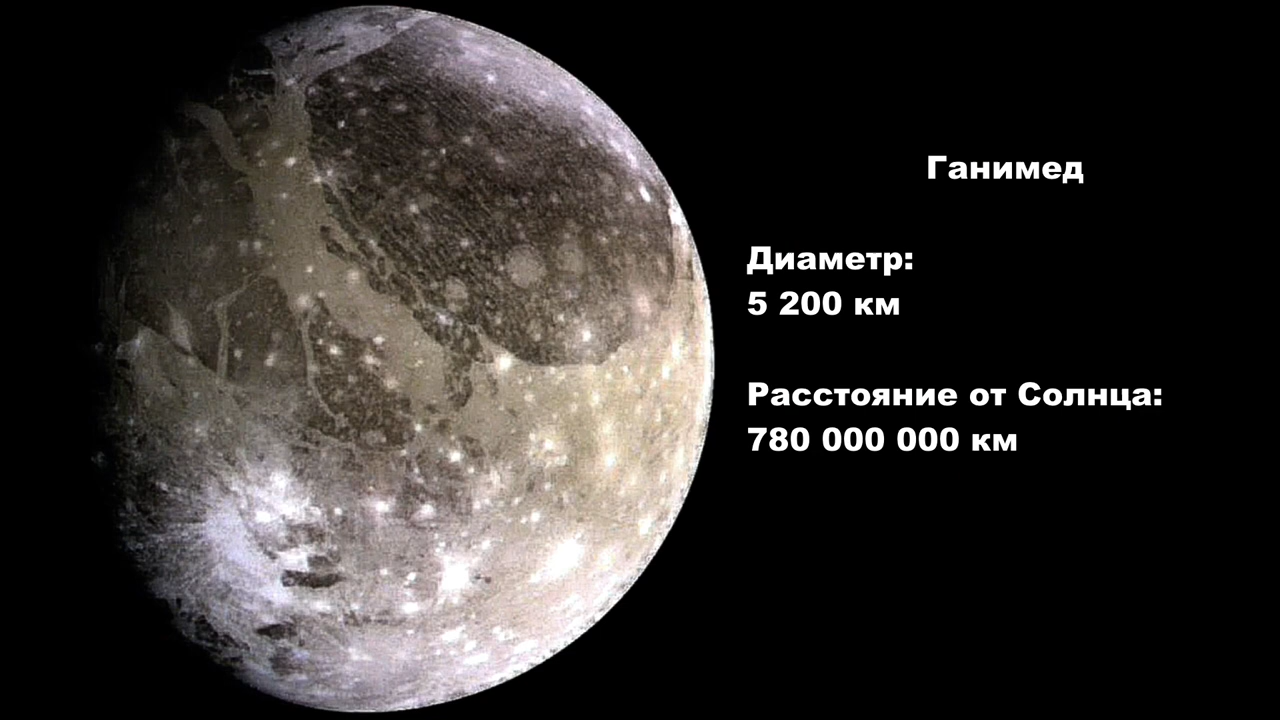 Ганимед
Диаметр:
5 200 км
Расстояние от Солнца:
780 000 000 км